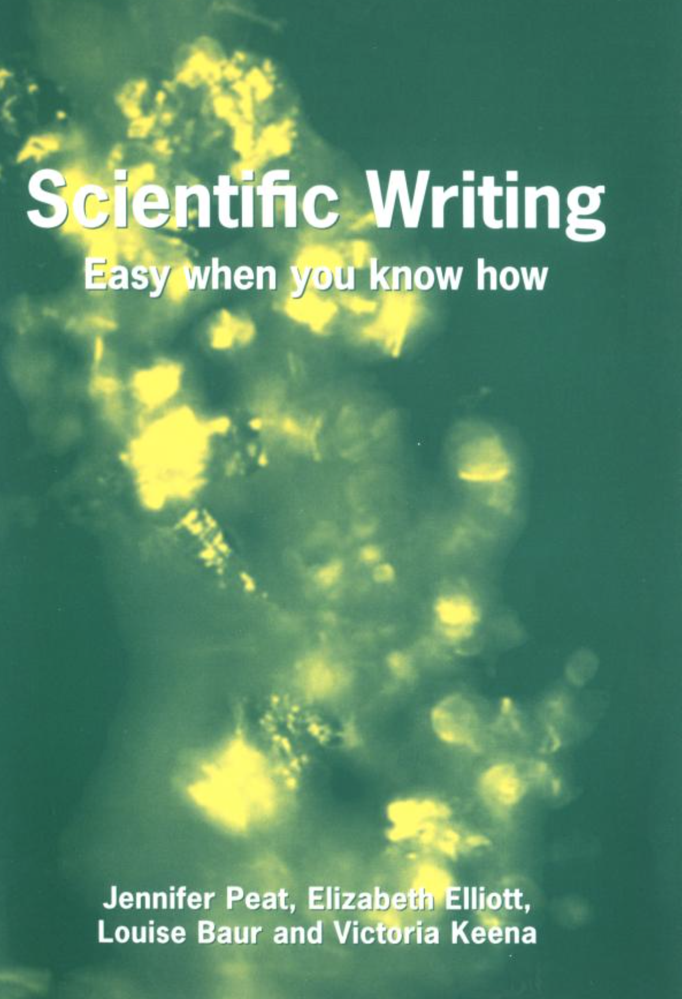 Scientific Writing
Easy when you know how
Jennifer Peat, Elizabeth Elliott,
Louise Baur and Victoria Keena